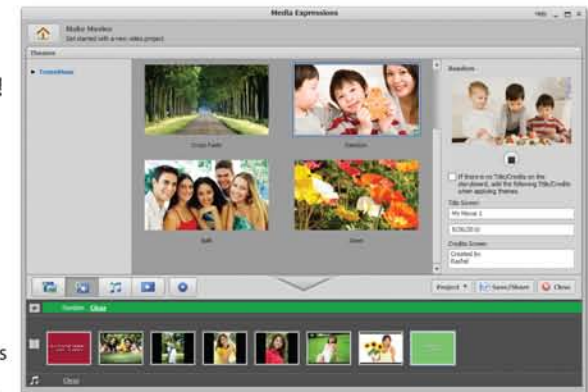 Media Expressions
Help
Make Movies
Get started with a new video project.
Themes
Random
Cross Fade
Random
If there is no Title/Credits on the
storyboard, add the following Title/Credits
when applying themes.
Title Screen:
My Movie 1
Credits Screen:
Created by
Rachel
Project
Save/Share
Close
Random Clear
Clear
!
s